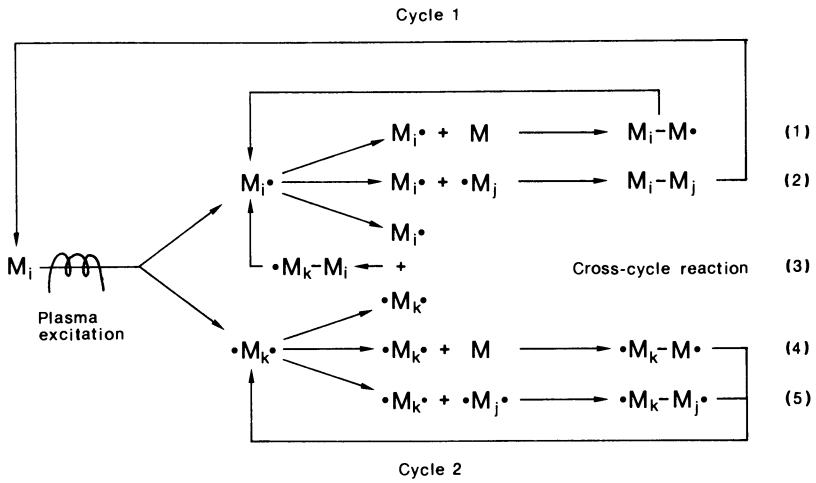 Cycle 1
Mᵢ• + M Mᵢ–M• (1)
Mᵢ• Mᵢ• + •Mⱼ Mᵢ–Mⱼ (2)
Mᵢ•
Mᵢ •Mₖ–Mᵢ + Cross-cycle reaction (3)
Plasma
excitation
•Mₖ•
•Mₖ• •Mₖ• + M •Mₖ–M• (4)
•Mₖ• + •Mⱼ• •Mₖ–Mⱼ• (5)
Cycle 2